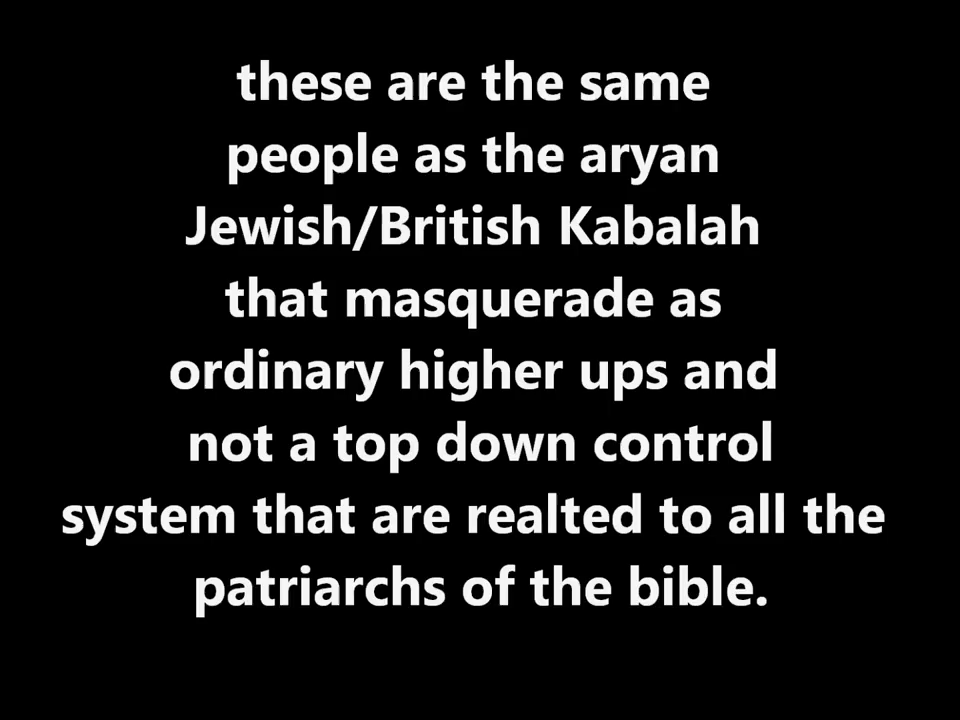 these are the same
people as the aryan
Jewish/British Kabalah
that masquerade as
ordinary higher ups and
not a top down control
system that are realted to all the
patriarchs of the bible.